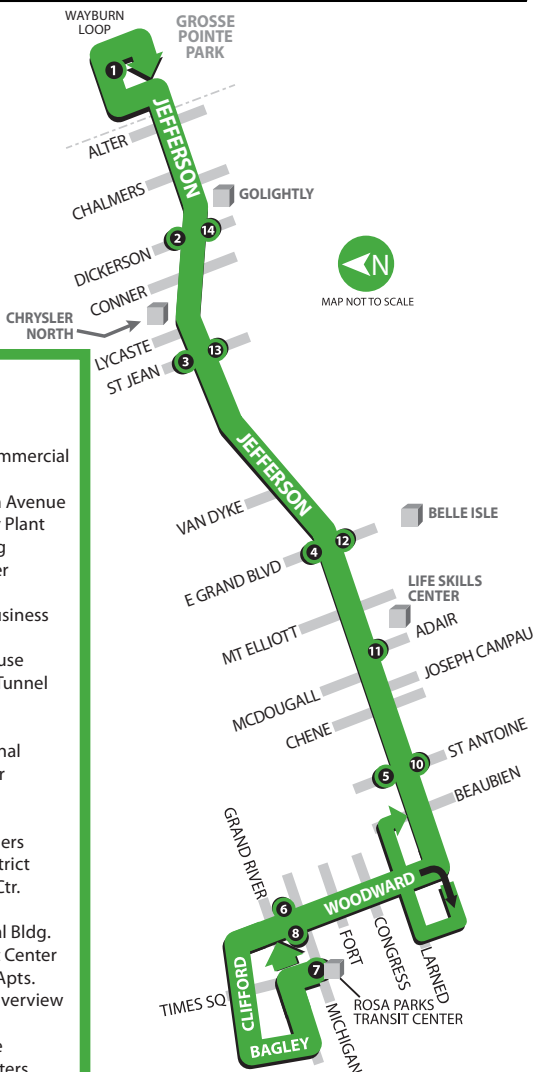 WAYBURN
LOOP
GROSSE
POINTE
PARK
1
JEFFERSON
ALTER
CHALMERS
GOLIGHTLY
2
14
DICKERSON
CONNER
N
MAP NOT TO SCALE
CHRYSLER
NORTH
LYCASTE
ST JEAN
3
13
JEFFERSON
VAN DYKE
BELLE ISLE
4
12
E GRAND BLVD
LIFE SKILLS
CENTER
MT ELLIOTT
ADAIR
11
JOSEPH CAMPAU
MCDOUGALL
CHENE
ST ANTOINE
5
10
BEAUBIEN
GRAND RIVER
WOODWARD
6
8
FORT
CONGRESS
LARNED
7
TIMES SQ
CLIFFORD
ROSA PARKS
TRANSIT CENTER
MICHIGAN
BAGLEY
mmercial
Avenue
Plant
g
er
usiness
use
Tunnel
nal
r
ers
trict
Ctr.
al Bldg.
t Center
Apts.
verview
e
ters